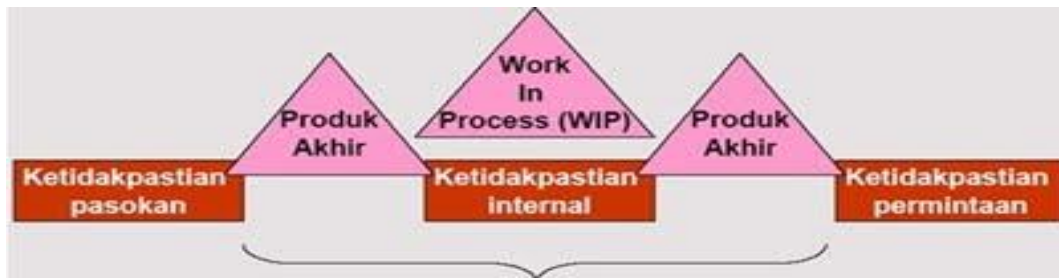 Work
In
Process (WIP)
Produk
Akhir
Produk
Akhir
Ketidakpastian
pasokan
Ketidakpastian
internal
Ketidakpastian
permintaan